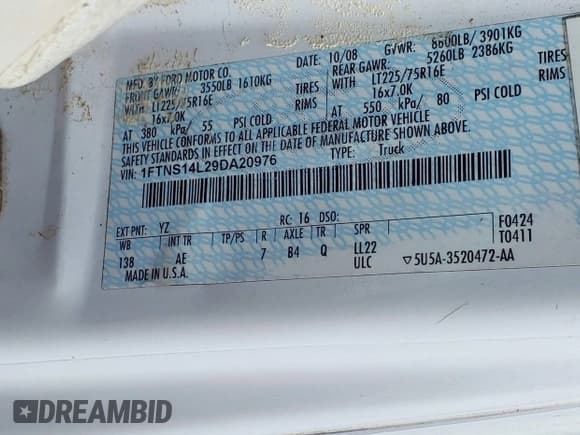 MFD. BY FORD MOTOR CO.
DATE: 10/08 GVWR: 8600LB/ 3901KG
FRONT GAWR: 3550LB 1610KG
REAR GAWR: 5260LB 2386KG
WITH LT225/75R16E TIRES
WITH LT225/75R16E TIRES
16x7.0K RIMS
16x7.0K RIMS
AT 380 kPa/ 55 PSI COLD
AT 550 kPa/ 80 PSI COLD
THIS VEHICLE CONFORMS TO ALL APPLICABLE FEDERAL MOTOR VEHICLE
SAFETY STANDARDS IN EFFECT ON THE DATE OF MANUFACTURE SHOWN ABOVE.
VIN: 1FTNS14L29DA20976
TYPE: Truck
EXT PNT: YZ RC: 16 DSO:
WB INT TR TP/PS R AXLE TR SPR
138 AE 7 B4 Q LL22
ULC
F0424
T0411
MADE IN U.S.A.
▽5U5A-3520472-AA
DREAMBID